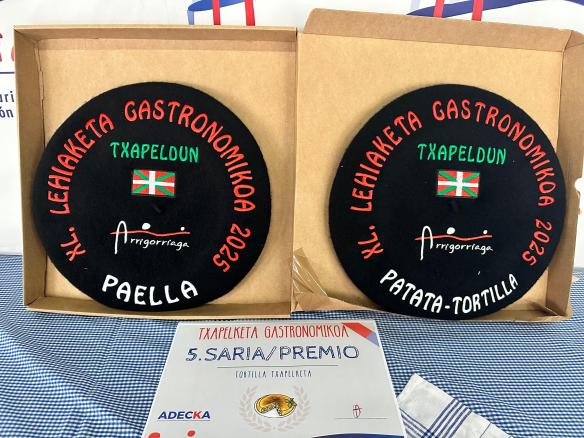 XL. LEHIAKETA GASTRONOMIKOA 2025
TXAPELDUN
Arrigorriaga
PAELLA
XL. LEHIAKETA GASTRONOMIKOA 2025
TXAPELDUN
Arrigorriaga
PATATA-TORTILLA
TXAPELKETA GASTRONOMIKOA
5.SARIA/PREMIO
TORTILLA TXAPELKETA
ADECKA